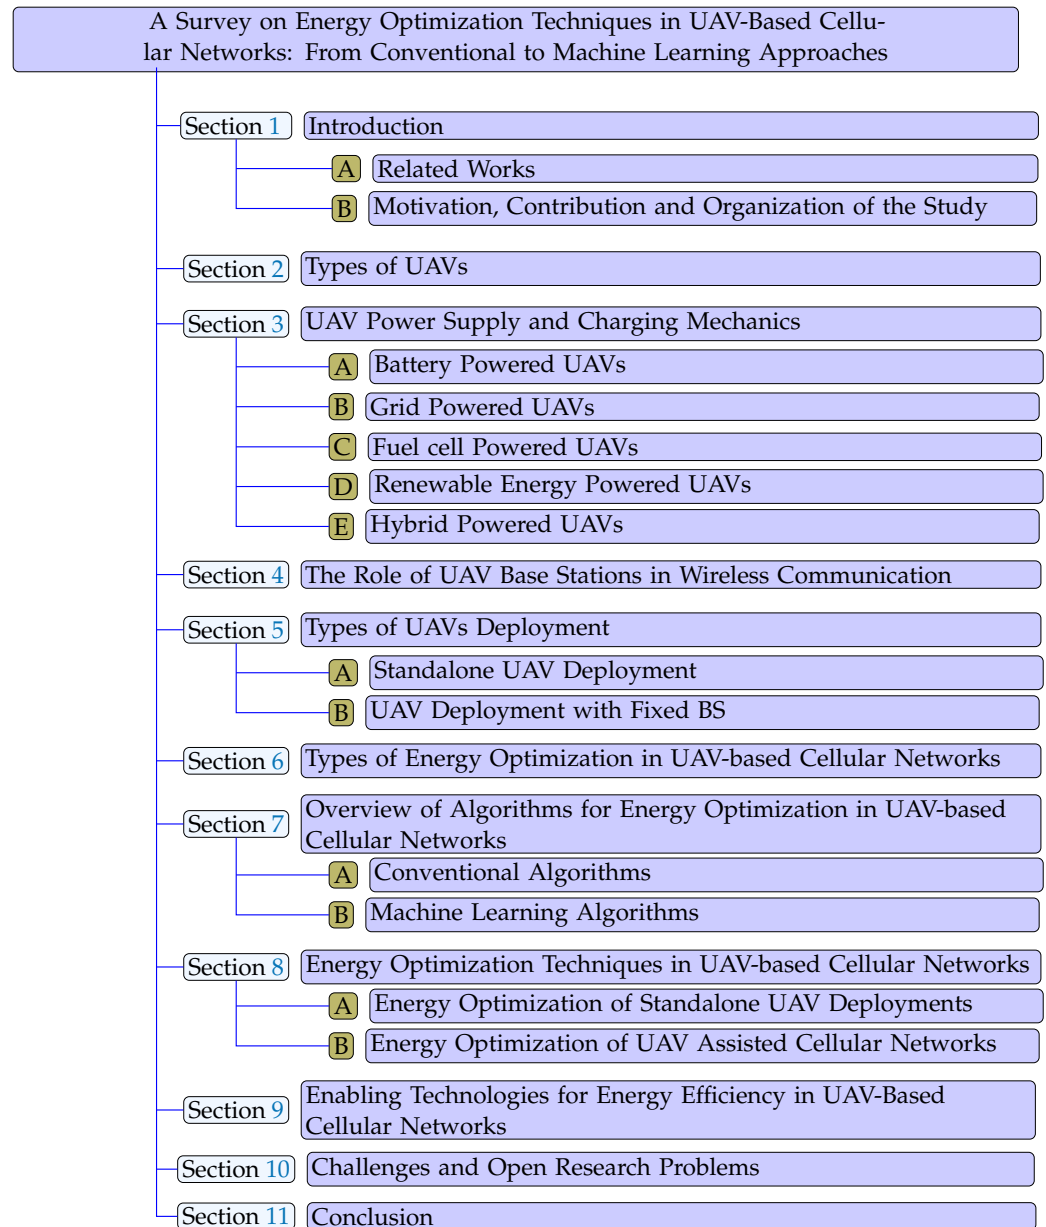 A Survey on Energy Optimization Techniques in UAV-Based Cellu-
lar Networks: From Conventional to Machine Learning Approaches
Section 1 Introduction
A Related Works
B Motivation, Contribution and Organization of the Study
Section 2 Types of UAVs
Section 3 UAV Power Supply and Charging Mechanics
A Battery Powered UAVs
B Grid Powered UAVs
C Fuel cell Powered UAVs
D Renewable Energy Powered UAVs
E Hybrid Powered UAVs
Section 4 The Role of UAV Base Stations in Wireless Communication
Section 5 Types of UAVs Deployment
A Standalone UAV Deployment
B UAV Deployment with Fixed BS
Section 6 Types of Energy Optimization in UAV-based Cellular Networks
Section 7 Overview of Algorithms for Energy Optimization in UAV-based
Cellular Networks
A Conventional Algorithms
B Machine Learning Algorithms
Section 8 Energy Optimization Techniques in UAV-based Cellular Networks
A Energy Optimization of Standalone UAV Deployments
B Energy Optimization of UAV Assisted Cellular Networks
Section 9 Enabling Technologies for Energy Efficiency in UAV-Based
Cellular Networks
Section 10 Challenges and Open Research Problems
Section 11 Conclusion